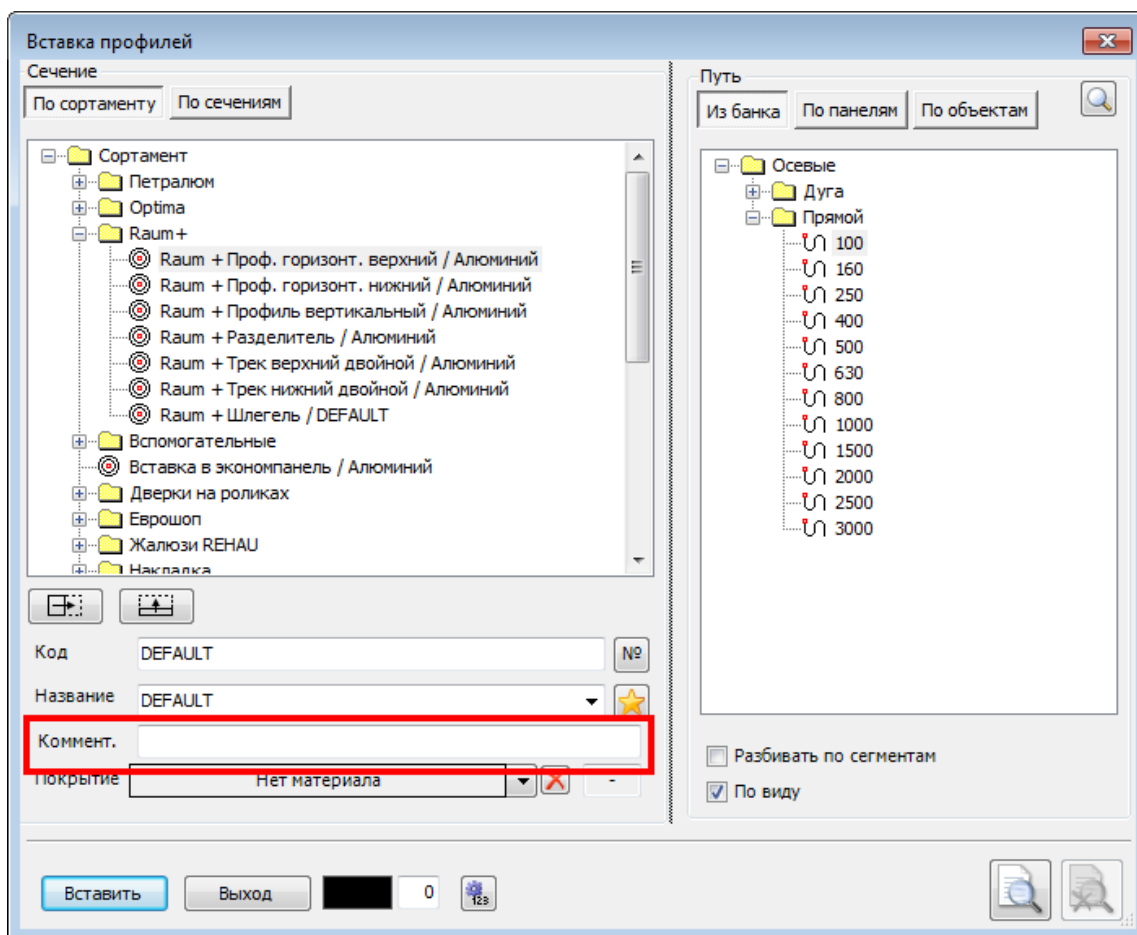 Вставка профилей
Сечение
По сортаменту
По сечениям
Сортамент
Петралюм
Optima
Raum+
Raum + Проф. горизонт. верхний / Алюминий
Raum + Проф. горизонт. нижний / Алюминий
Raum + Профиль вертикальный / Алюминий
Raum + Разделитель / Алюминий
Raum + Трек верхний двойной / Алюминий
Raum + Трек нижний двойной / Алюминий
Raum + Шлегель / DEFAULT
Вспомогательные
Вставка в экономпанель / Алюминий
Дверки на роликах
Еврошоп
Жалюзи REHAU
Накладка
Код
DEFAULT
№
Название
DEFAULT
Коммент.
Покрытие
Нет материала
-
Путь
Из банка
По панелям
По объектам
Осевые
Дуга
Прямой
100
160
250
400
500
630
800
1000
1500
2000
2500
3000
Разбивать по сегментам
По виду
Вставить
Выход
0
123